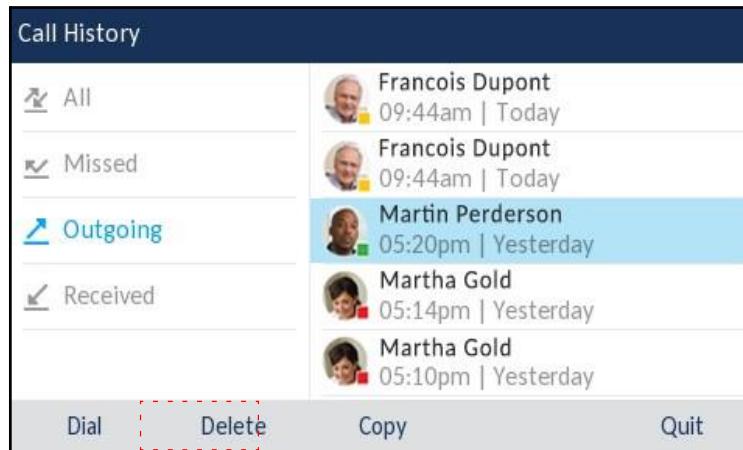 Call History
All
Missed
Outgoing
Received
Francois Dupont
09:44am | Today
Francois Dupont
09:44am | Today
Martin Perderson
05:20pm | Yesterday
Martha Gold
05:14pm | Yesterday
Martha Gold
05:10pm | Yesterday
Dial Delete Copy Quit